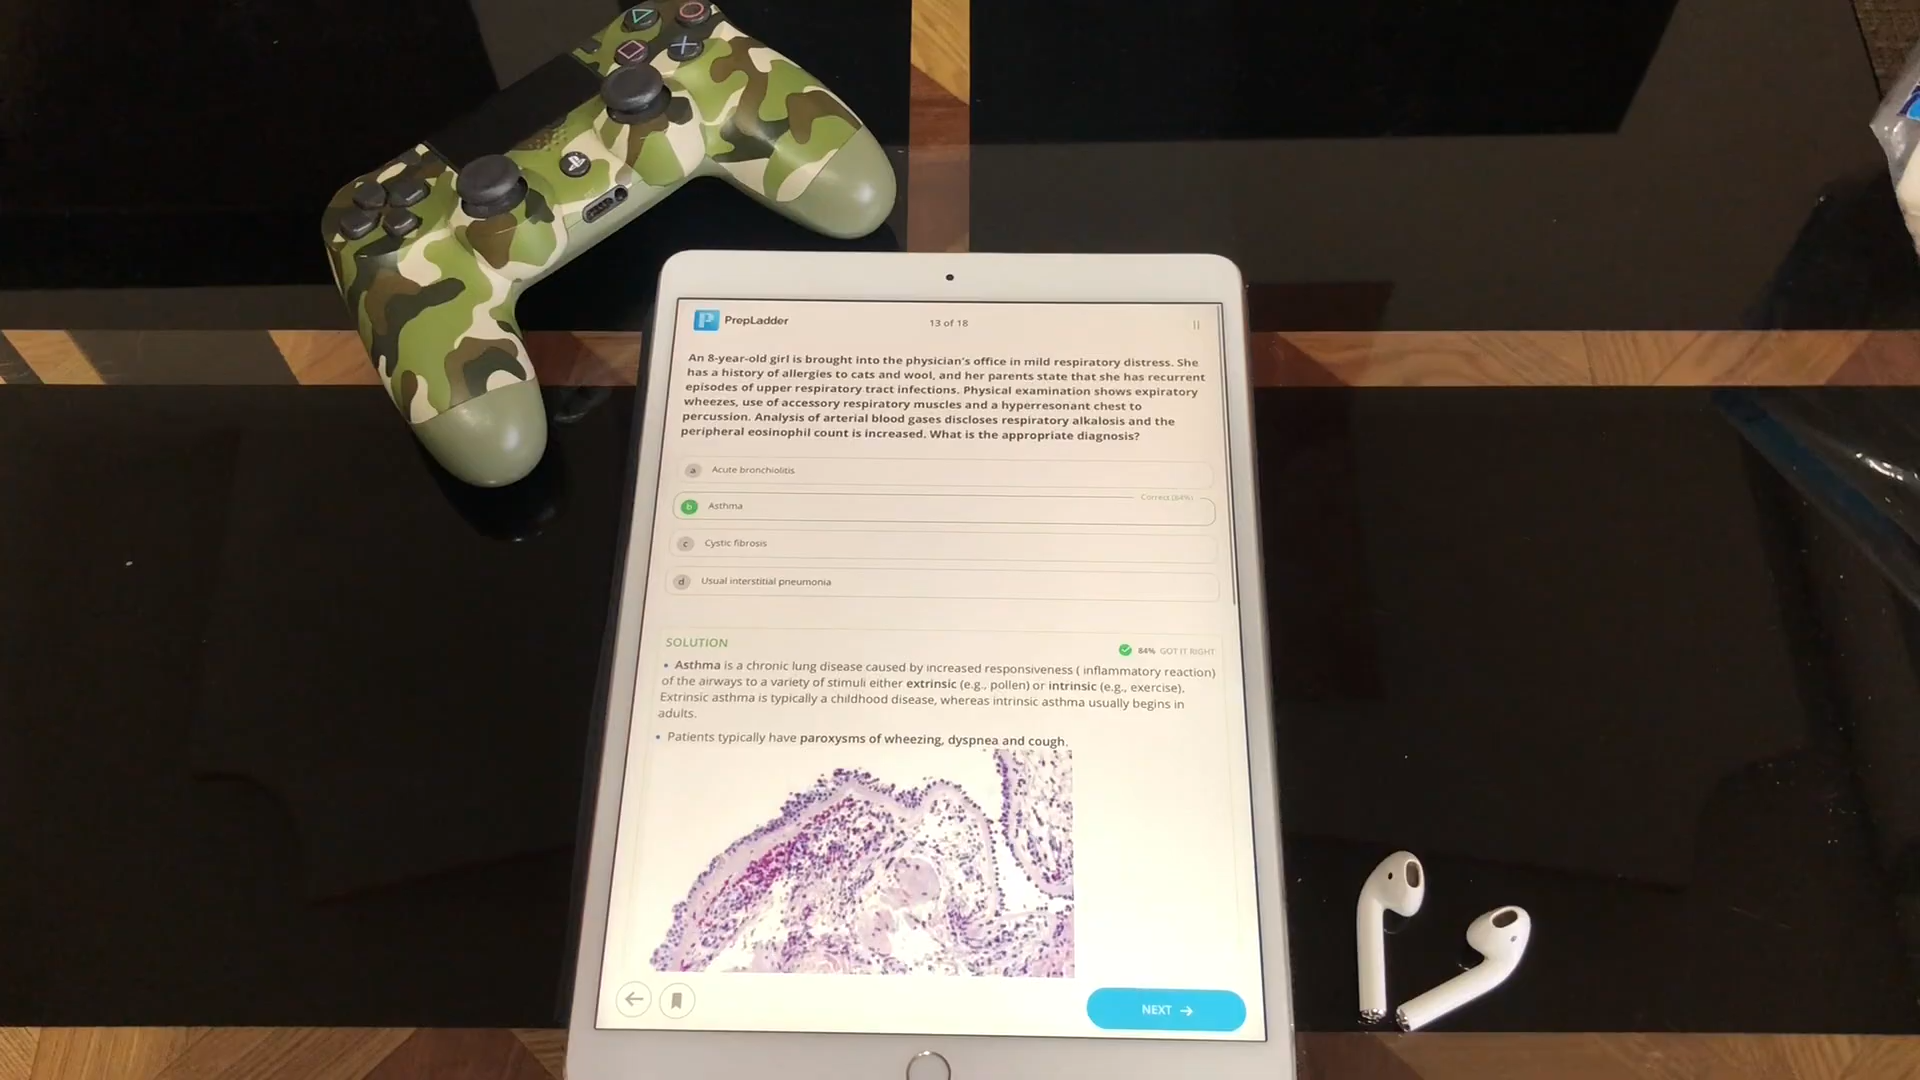 PrepLadder
13 of 18
An 8-year-old girl is brought into the physician's office in mild respiratory distress. She
has a history of allergies to cats and wool, and her parents state that she has recurrent
episodes of upper respiratory tract infections. Physical examination shows expiratory
wheezes, use of accessory respiratory muscles and a hyperresonant chest to
percussion. Analysis of arterial blood gases discloses respiratory alkalosis and the
peripheral eosinophil count is increased. What is the appropriate diagnosis?
a Acute bronchiolitis
Correct (84%)
b Asthma
c Cystic fibrosis
d Usual interstitial pneumonia
SOLUTION
84% GOT IT RIGHT
• Asthma is a chronic lung disease caused by increased responsiveness ( inflammatory reaction)
of the airways to a variety of stimuli either extrinsic (e.g., pollen) or intrinsic (e.g., exercise).
Extrinsic asthma is typically a childhood disease, whereas intrinsic asthma usually begins in
adults.
• Patients typically have paroxysms of wheezing, dyspnea and cough.
NEXT